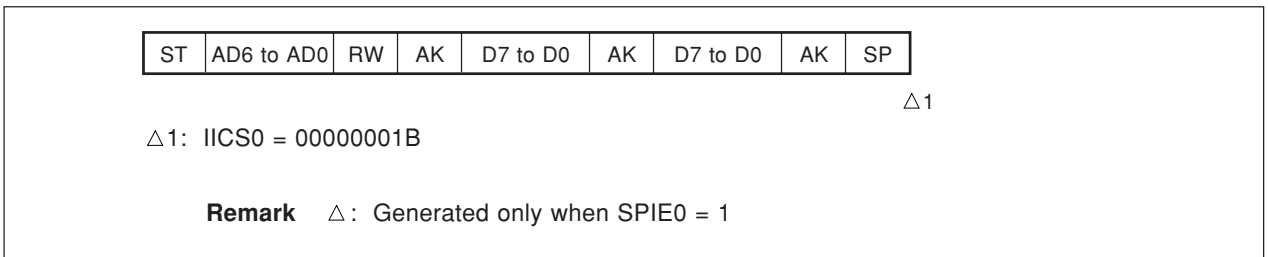 ST AD6 to AD0 RW AK D7 to D0 AK D7 to D0 AK SP
△1
△1: IICS0 = 00000001B
Remark △: Generated only when SPIE0 = 1